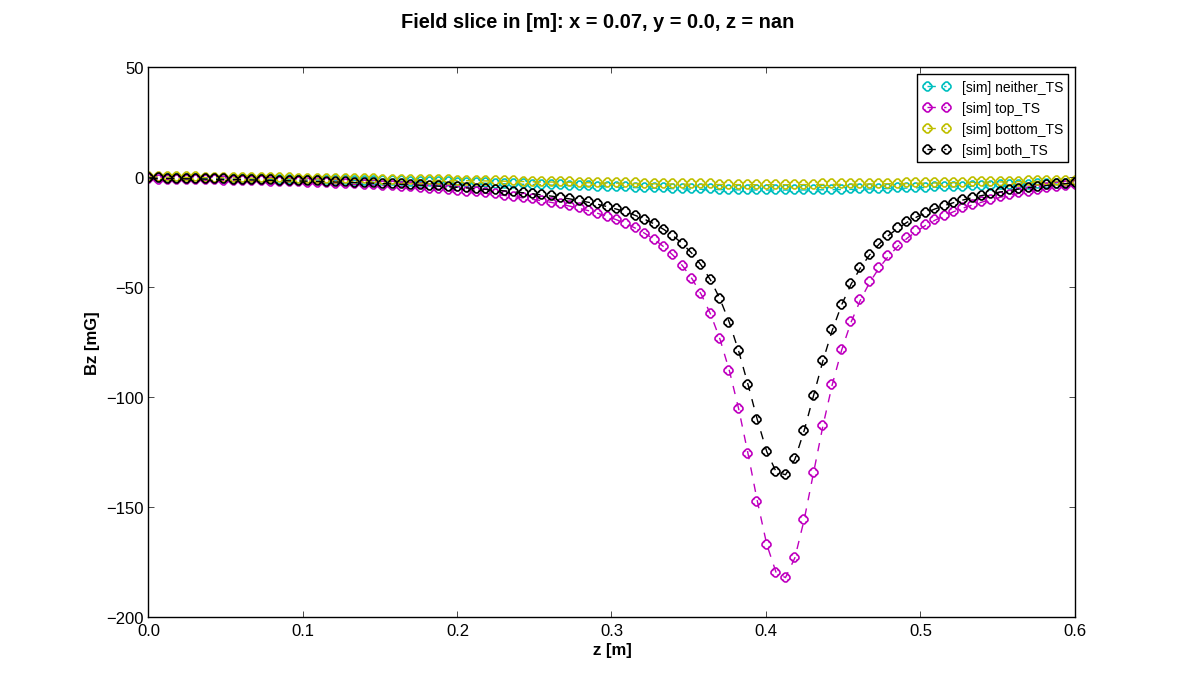 Field slice in [m]: x = 0.07, y = 0.0, z = nan
50
0
−50
−100
−150
−200
Bz [mG]
0.0
0.1
0.2
0.3
0.4
0.5
0.6
z [m]
[sim] neither_TS
[sim] top_TS
[sim] bottom_TS
[sim] both_TS